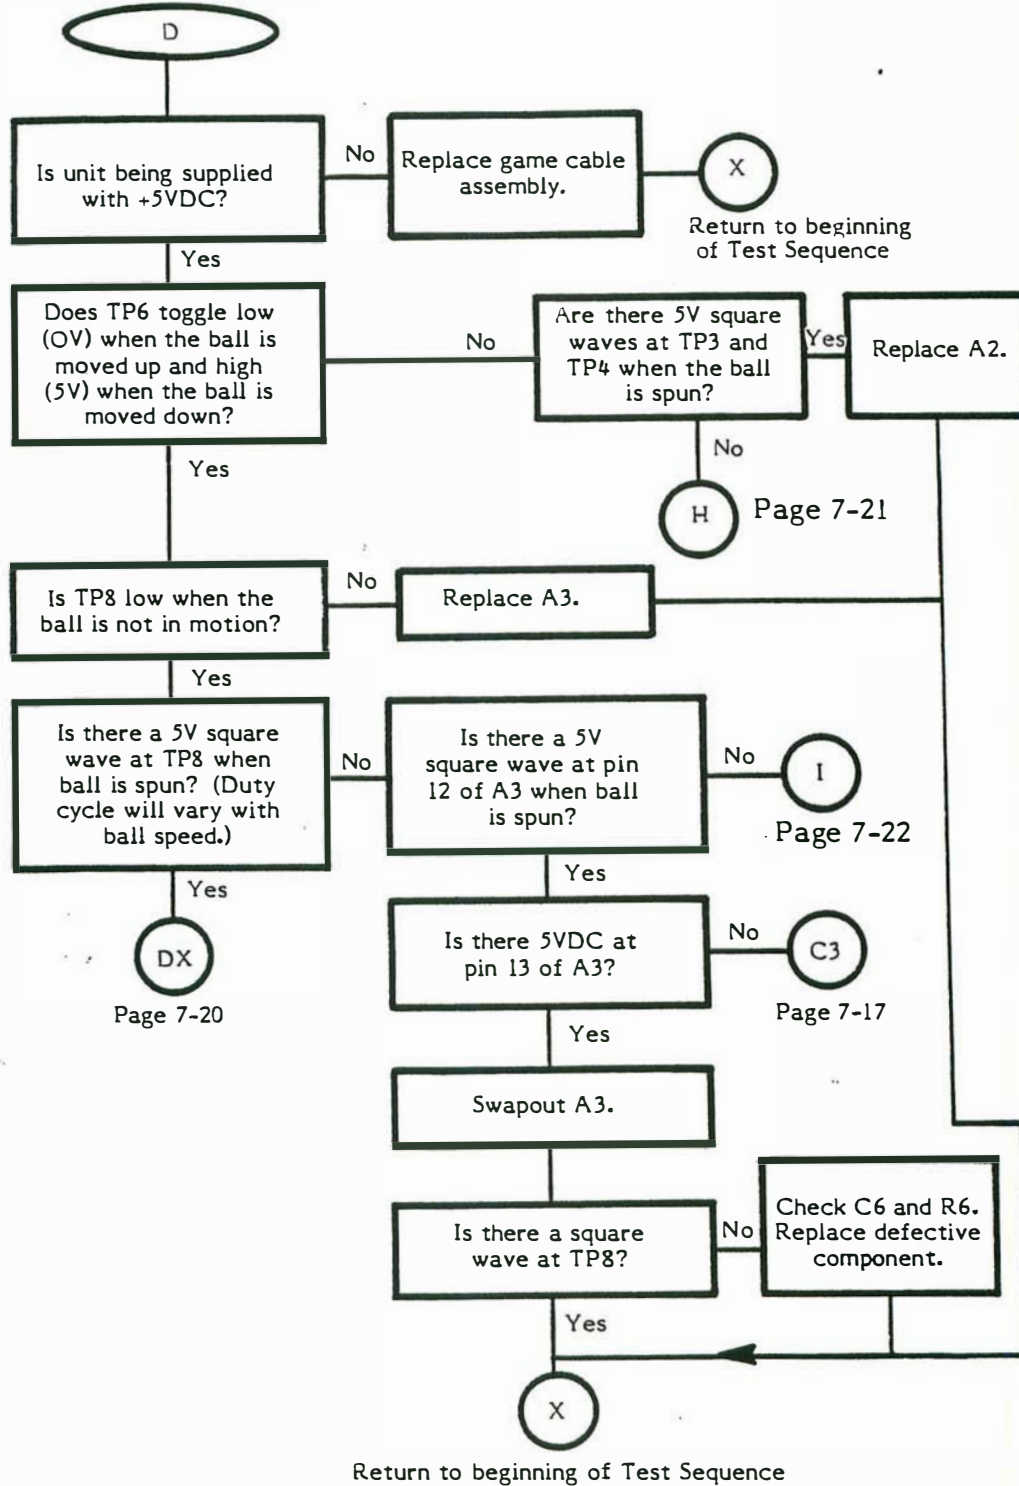 D
Is unit being supplied
with +5VDC?
No
Replace game cable
assembly.
X
Return to beginning
of Test Sequence
Yes
Does TP6 toggle low
(OV) when the ball is
moved up and high
(5V) when the ball is
moved down?
No
Are there 5V square
waves at TP3 and
TP4 when the ball
is spun?
Yes
Replace A2.
No
H
Page 7-21
Yes
Is TP8 low when the
ball is not in motion?
No
Replace A3.
Yes
Is there a 5V square
wave at TP8 when
ball is spun? (Duty
cycle will vary with
ball speed.)
No
Is there a 5V
square wave at pin
12 of A3 when ball
is spun?
No
I
Page 7-22
Yes
DX
Page 7-20
Yes
Is there 5VDC at
pin 13 of A3?
No
C3
Page 7-17
Yes
Swapout A3.
Is there a square
wave at TP8?
No
Check C6 and R6.
Replace defective
component.
Yes
X
Return to beginning of Test Sequence